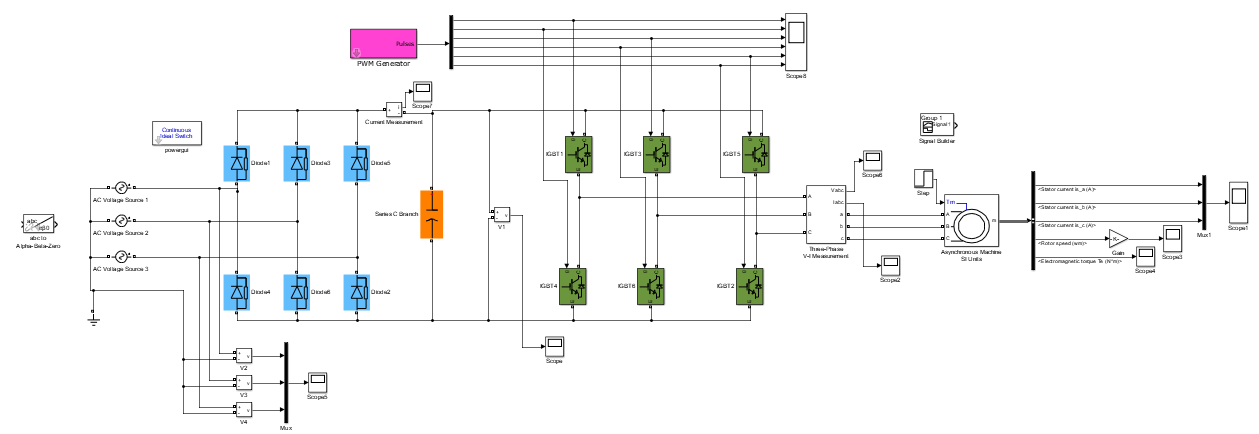 Pulses
PWM Generator
Scope8
Scope7
Current Measurement
Continuous
Ideal Switch
powergui
Diode1
Diode3
Diode5
IGBT1
IGBT3
IGBT5
Group 1
Signal 1
Signal Builder
Scope6
Step
AC Voltage Source 1
AC Voltage Source 2
AC Voltage Source 3
abc
αβ0
abc to
Alpha-Beta-Zero
Series C Branch
V1
Vabc
Iabc
A
B
C
a
b
c
Three-Phase
V-I Measurement
Tm
A
B
C
m
Asynchronous Machine
SI Units
<Stator current is_a (A)>
<Stator current is_b (A)>
<Stator current is_c (A)>
<Rotor speed (wm)>
<Electromagnetic torque Te (N*m)>
-K-
Gain
Mux1
Scope1
Scope3
Scope4
Scope2
Diode4
Diode6
Diode2
IGBT4
IGBT6
IGBT2
Scope
V2
V3
V4
Mux
Scope5